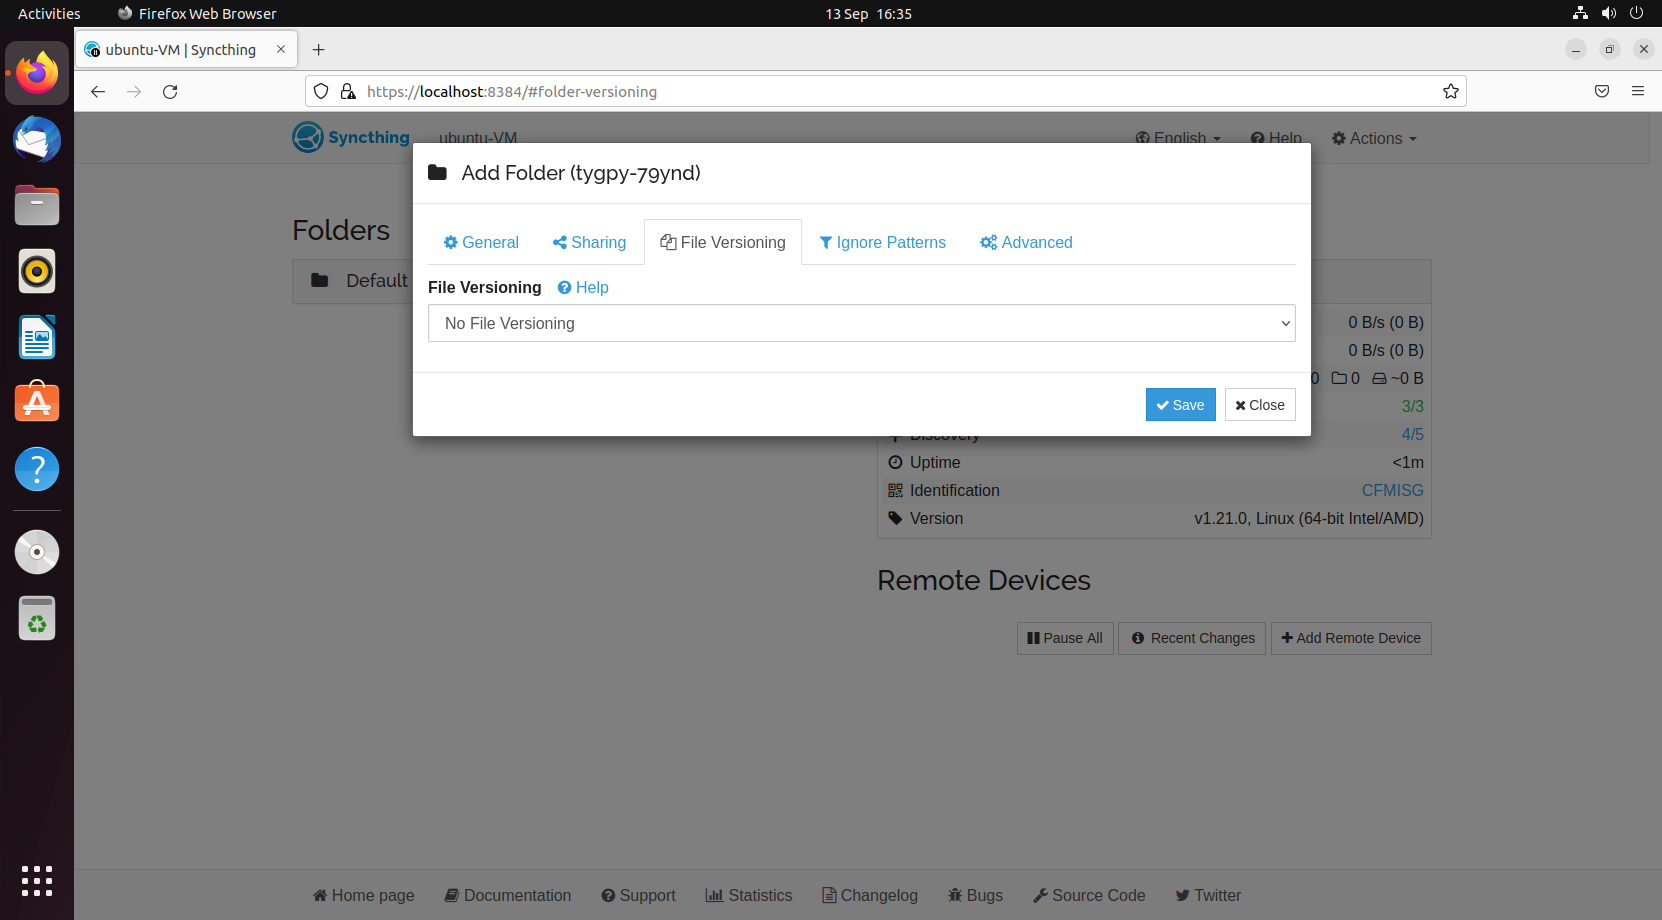 Activities
Firefox Web Browser
13 Sep 16:35
ubuntu-VM | Syncthing
https://localhost:8384/#folder-versioning
Syncthing
ubuntu-VM
English
Help
Actions
Add Folder (tygpy-79ynd)
General
Sharing
File Versioning
Ignore Patterns
Advanced
File Versioning
Help
No File Versioning
Save
Close
Folders
Default
0 B/s (0 B)
0 B/s (0 B)
0
0
~0 B
3/3
Discovery
4/5
Uptime
<1m
Identification
CFMISG
Version
v1.21.0, Linux (64-bit Intel/AMD)
Remote Devices
Pause All
Recent Changes
Add Remote Device
Home page
Documentation
Support
Statistics
Changelog
Bugs
Source Code
Twitter